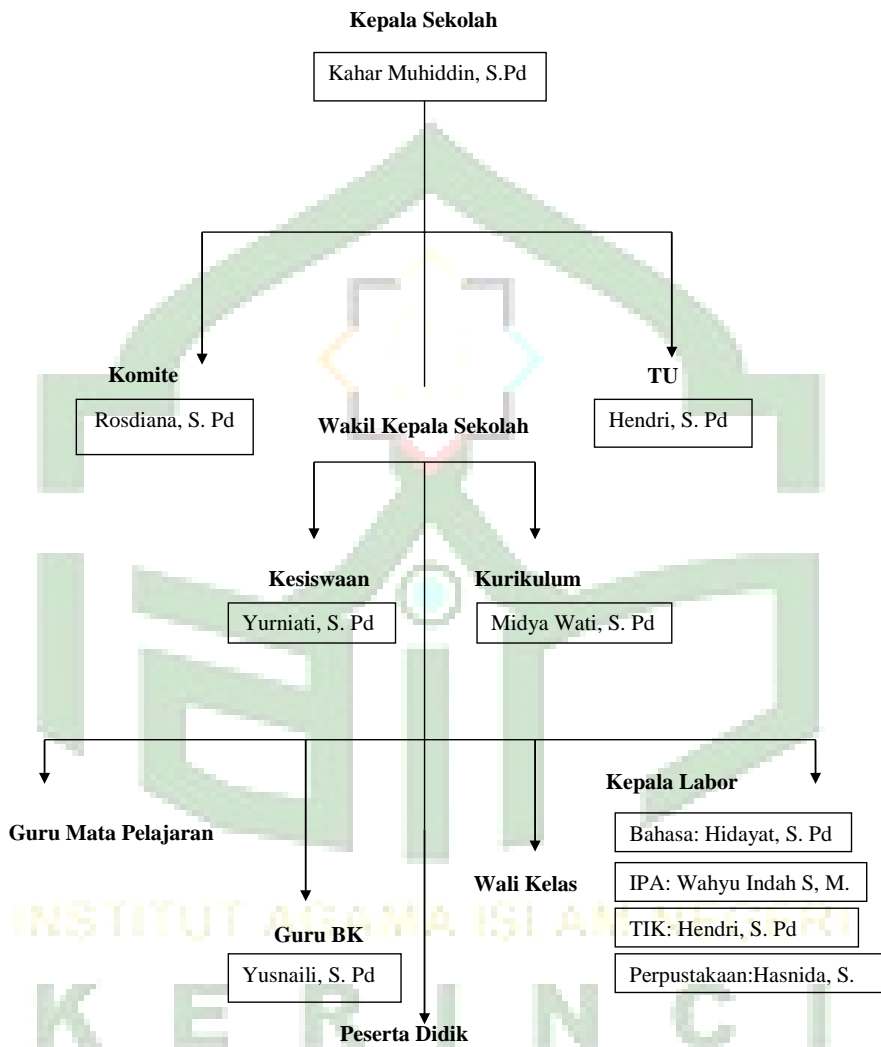 Kepala Sekolah
Kahar Muhiddin, S.Pd
Komite
TU
Rosdiana, S. Pd
Hendri, S. Pd
Wakil Kepala Sekolah
Kesiswaan
Kurikulum
Yurniati, S. Pd
Midya Wati, S. Pd
Kepala Labor
Guru Mata Pelajaran
Bahasa: Hidayat, S. Pd
Wali Kelas
IPA: Wahyu Indah S, M.
INSTITUT AGAMA ISLAM NEGERI
TIK: Hendri, S. Pd
Guru BK
Yusnaili, S. Pd
Perpustakaan:Hasnida, S.
KERINCI
Peserta Didik